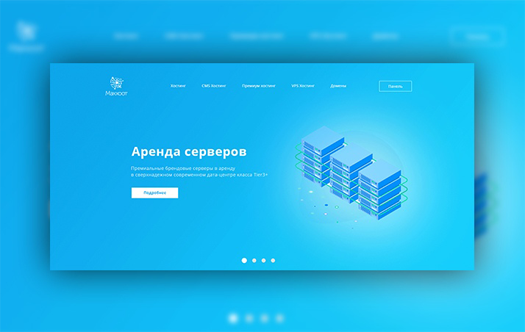 Макхост
Хостинг
CMS Хостинг
Премиум хостинг
VPS Хостинг
Домены
Панель
Аренда серверов
Премиальные брендовые серверы в аренду
в сверхнадежном современном дата-центре класса Tier3+
Подробнее